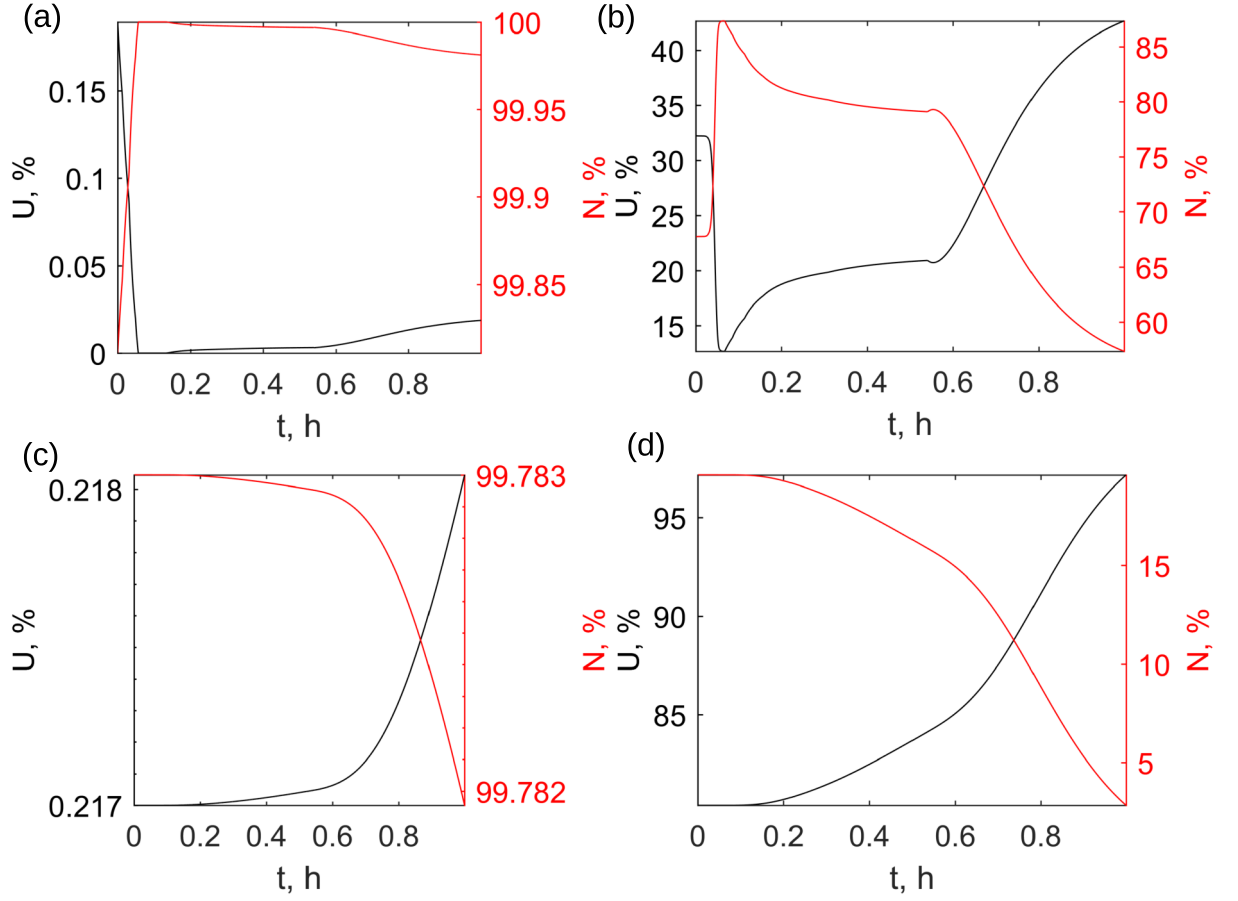 (a)
100
0.15
99.95
0.1
99.9
0.05
99.85
0
0 0.2 0.4 0.6 0.8
t, h
U, %
N, %
(b)
40
85
35
80
30
75
25
70
20
65
15
60
0 0.2 0.4 0.6 0.8
t, h
U, %
N, %
(c)
0.218
99.783
0.217
99.782
0 0.2 0.4 0.6 0.8
t, h
U, %
N, %
(d)
95
15
90
10
85
5
0 0.2 0.4 0.6 0.8
t, h
U, %
N, %